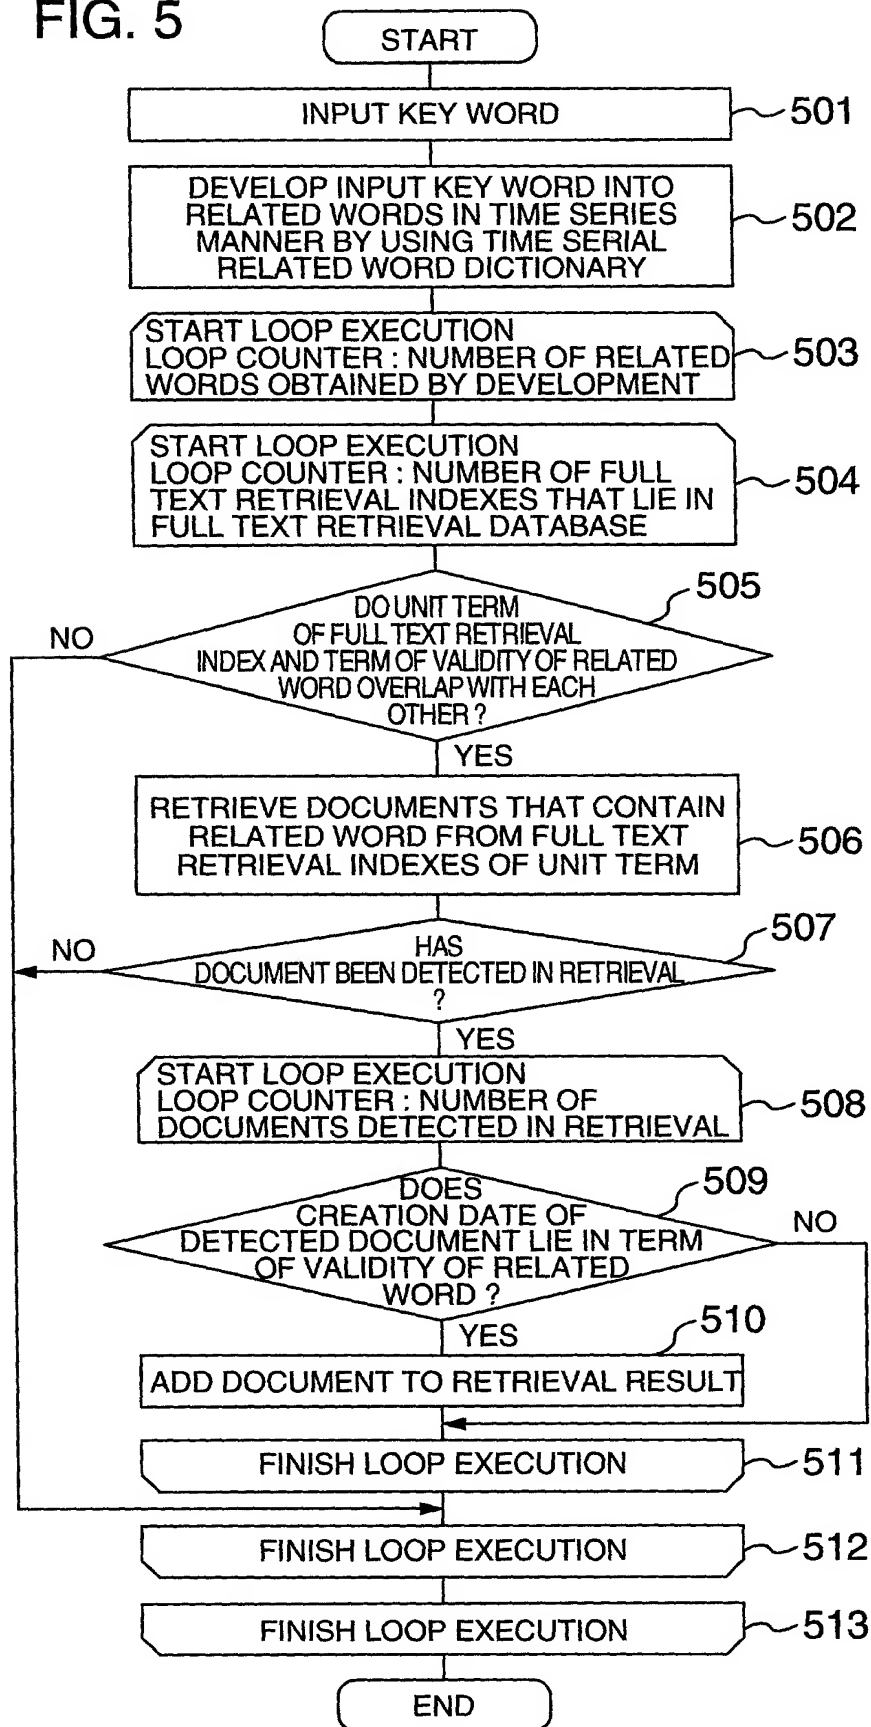 FIG. 5
START
INPUT KEY WORD
501
DEVELOP INPUT KEY WORD INTO
RELATED WORDS IN TIME SERIES
MANNER BY USING TIME SERIAL
RELATED WORD DICTIONARY
502
START LOOP EXECUTION
LOOP COUNTER : NUMBER OF RELATED
WORDS OBTAINED BY DEVELOPMENT
503
START LOOP EXECUTION
LOOP COUNTER : NUMBER OF FULL
TEXT RETRIEVAL INDEXES THAT LIE IN
FULL TEXT RETRIEVAL DATABASE
504
505
DO UNIT TERM
OF FULL TEXT RETRIEVAL
INDEX AND TERM OF VALIDITY OF RELATED
WORD OVERLAP WITH EACH
OTHER ?
NO
YES
RETRIEVE DOCUMENTS THAT CONTAIN
RELATED WORD FROM FULL TEXT
RETRIEVAL INDEXES OF UNIT TERM
506
507
HAS
DOCUMENT BEEN DETECTED IN RETRIEVAL
?
NO
YES
START LOOP EXECUTION
LOOP COUNTER : NUMBER OF
DOCUMENTS DETECTED IN RETRIEVAL
508
509
DOES
CREATION DATE OF
DETECTED DOCUMENT LIE IN TERM
OF VALIDITY OF RELATED
WORD ?
NO
YES
510
ADD DOCUMENT TO RETRIEVAL RESULT
FINISH LOOP EXECUTION
511
FINISH LOOP EXECUTION
512
FINISH LOOP EXECUTION
513
END